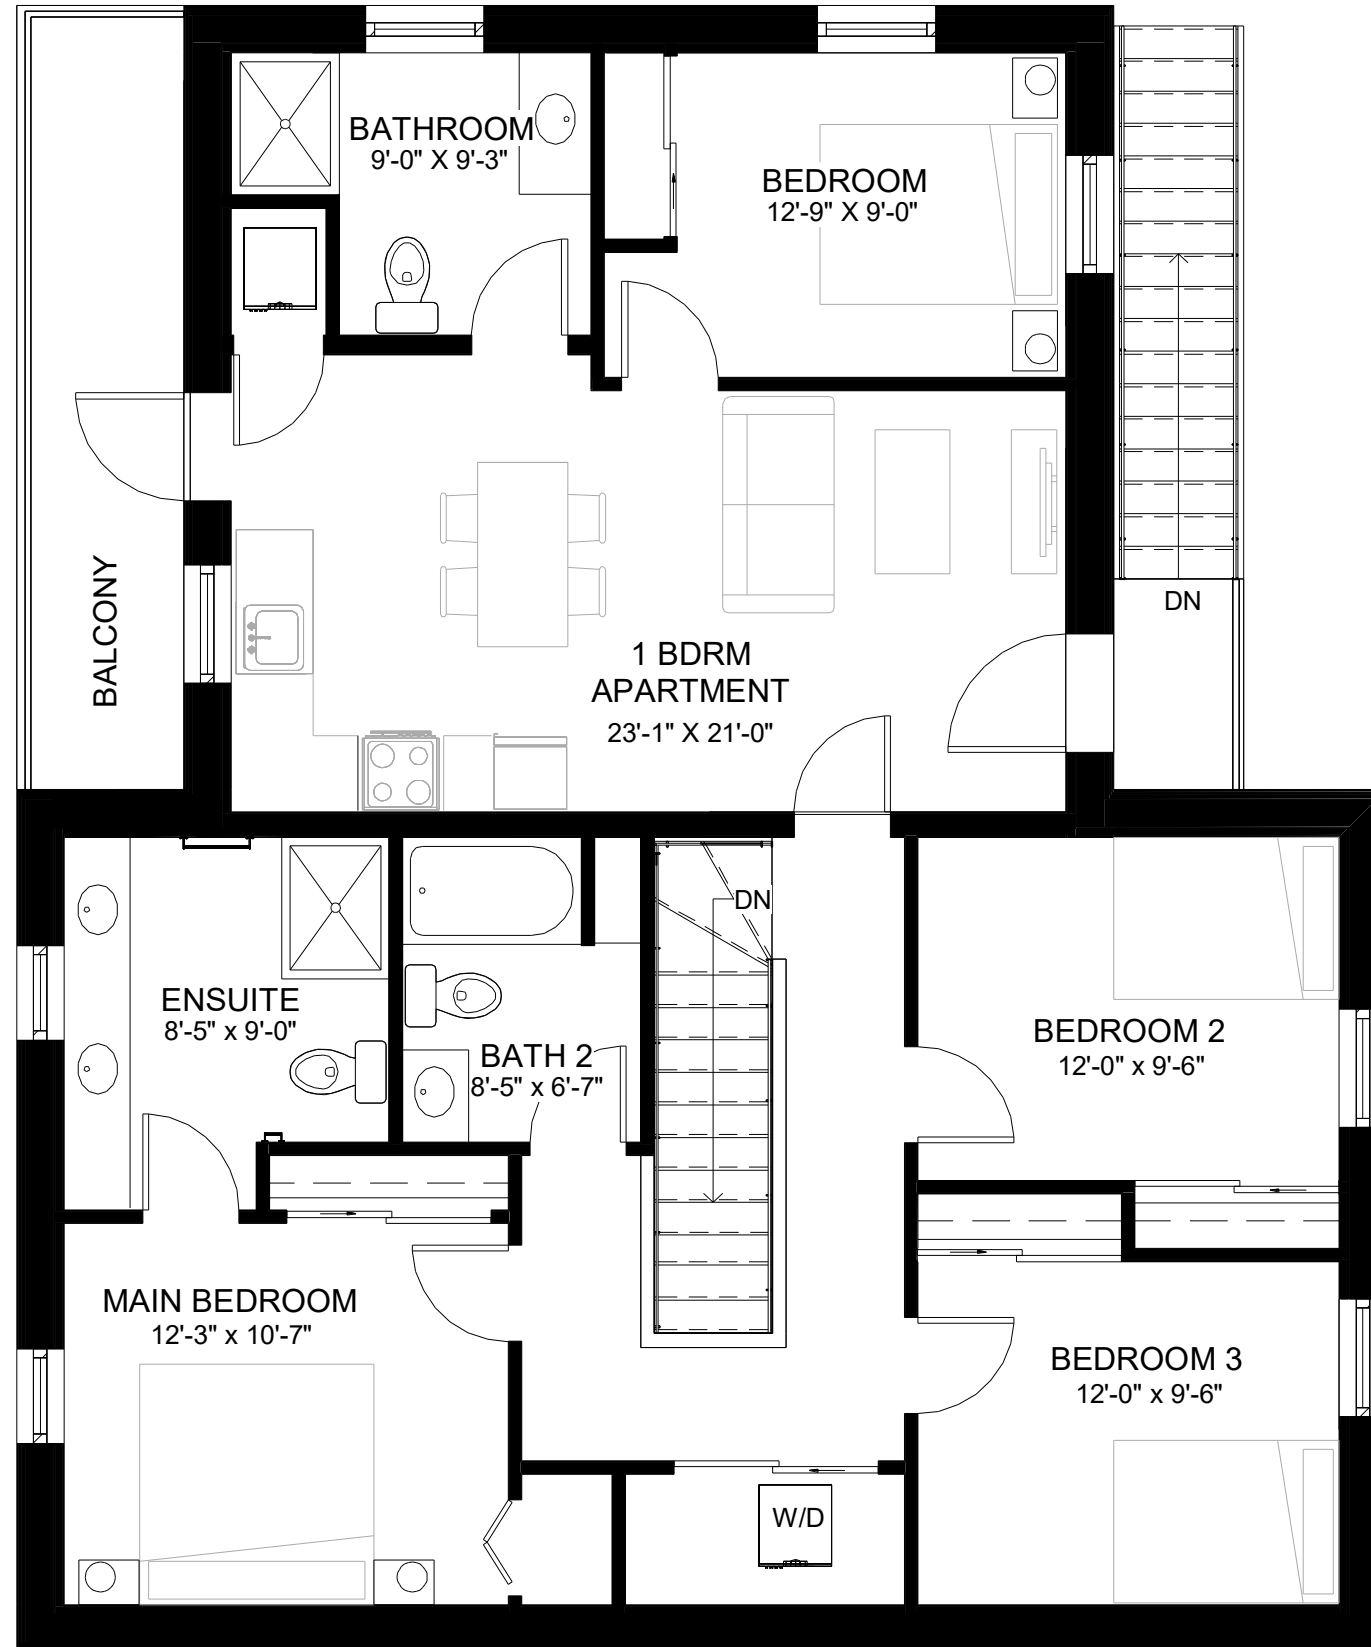 BATHROOM
9'-0" X 9'-3"
BEDROOM
12'-9" X 9'-0"
BALCONY
DN
1 BDRM
APARTMENT
23'-1" X 21'-0"
DN
ENSUITE
8'-5" x 9'-0"
BATH 2
8'-5" x 6'-7"
BEDROOM 2
12'-0" x 9'-6"
MAIN BEDROOM
12'-3" x 10'-7"
BEDROOM 3
12'-0" x 9'-6"
W/D